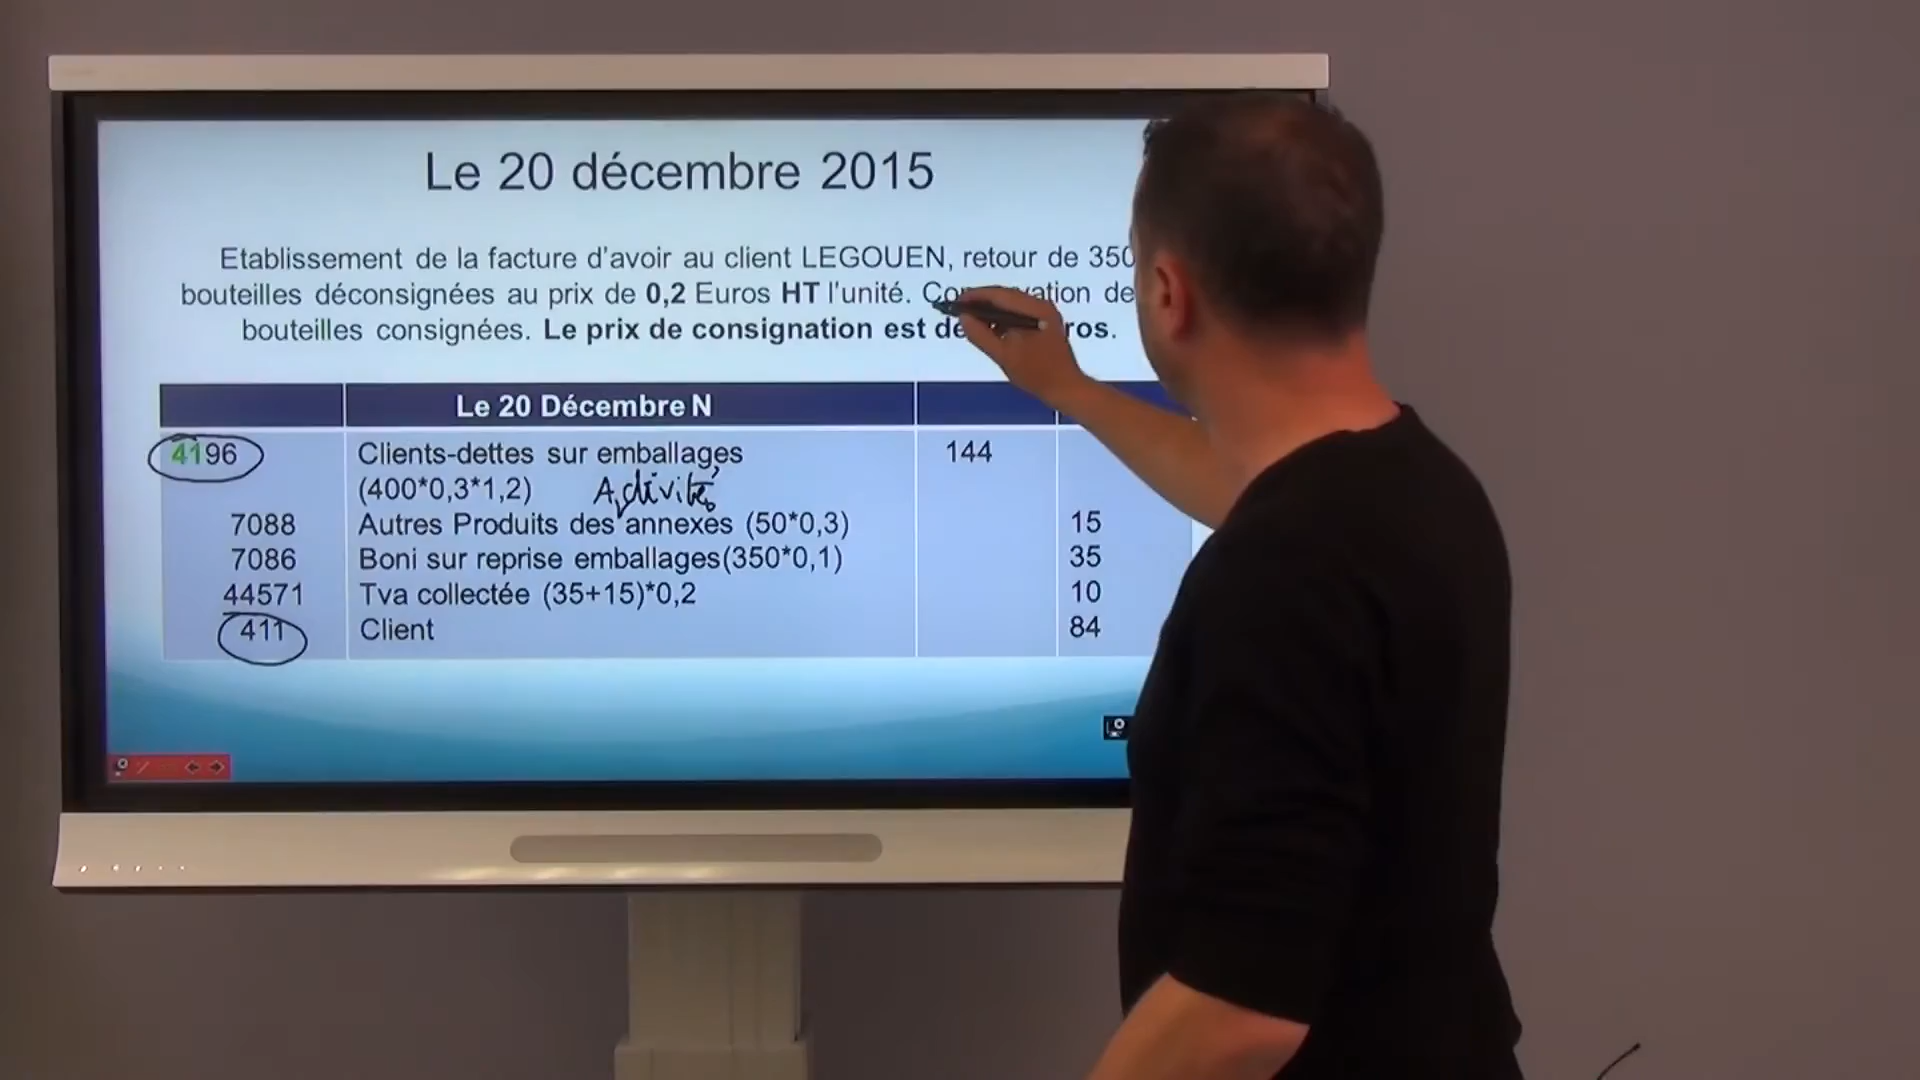 Le 20 décembre 2015
Etablissement de la facture d'avoir au client LEGOUEN, retour de 350
bouteilles déconsignées au prix de 0,2 Euros HT l'unité. de
bouteilles consignées. Le prix de consignation est
Le 20 Décembre N
4196 Clients-dettes sur emballages 144
(400*0,3*1,2) Activités
7088 Autres Produits des annexes (50*0,3) 15
7086 Boni sur reprise emballages(350*0,1) 35
44571 Tva collectée (35+15)*0,2 10
411 Client 84